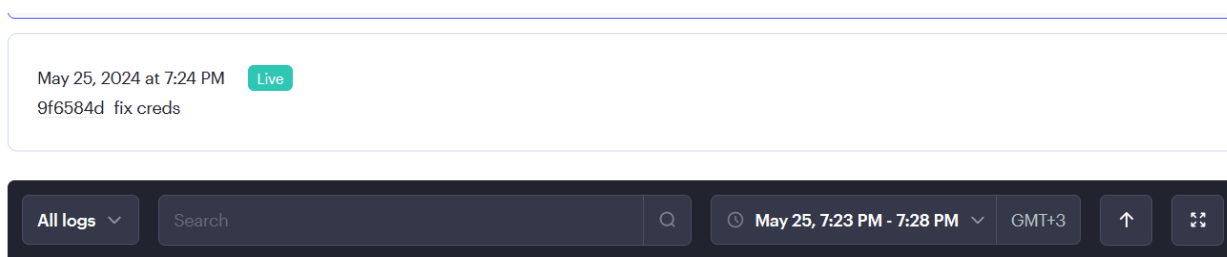 May 25, 2024 at 7:24 PM Live
9f6584d fix creds
All logs Search May 25, 7:23 PM - 7:28 PM GMT+3